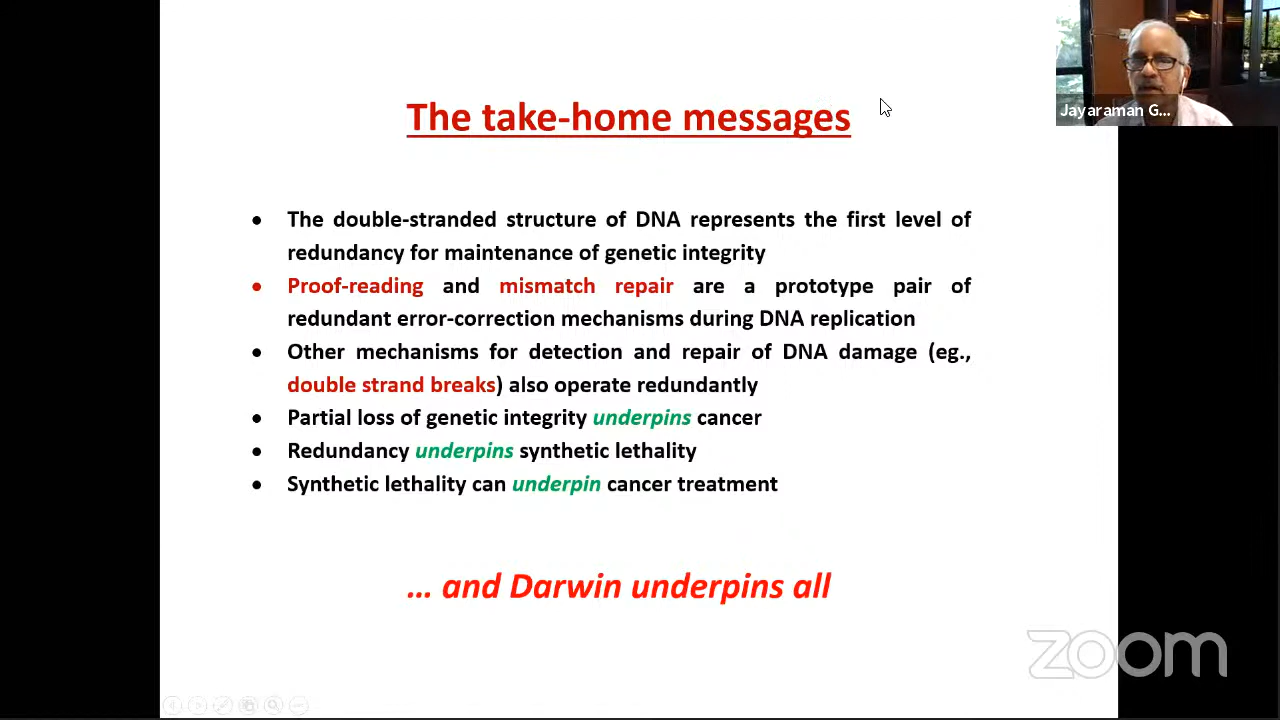 The take-home messages
Jayaraman G...
• The double-stranded structure of DNA represents the first level of
redundancy for maintenance of genetic integrity
• Proof-reading and mismatch repair are a prototype pair of
redundant error-correction mechanisms during DNA replication
• Other mechanisms for detection and repair of DNA damage (eg.,
double strand breaks) also operate redundantly
• Partial loss of genetic integrity underpins cancer
• Redundancy underpins synthetic lethality
• Synthetic lethality can underpin cancer treatment
... and Darwin underpins all
zoom